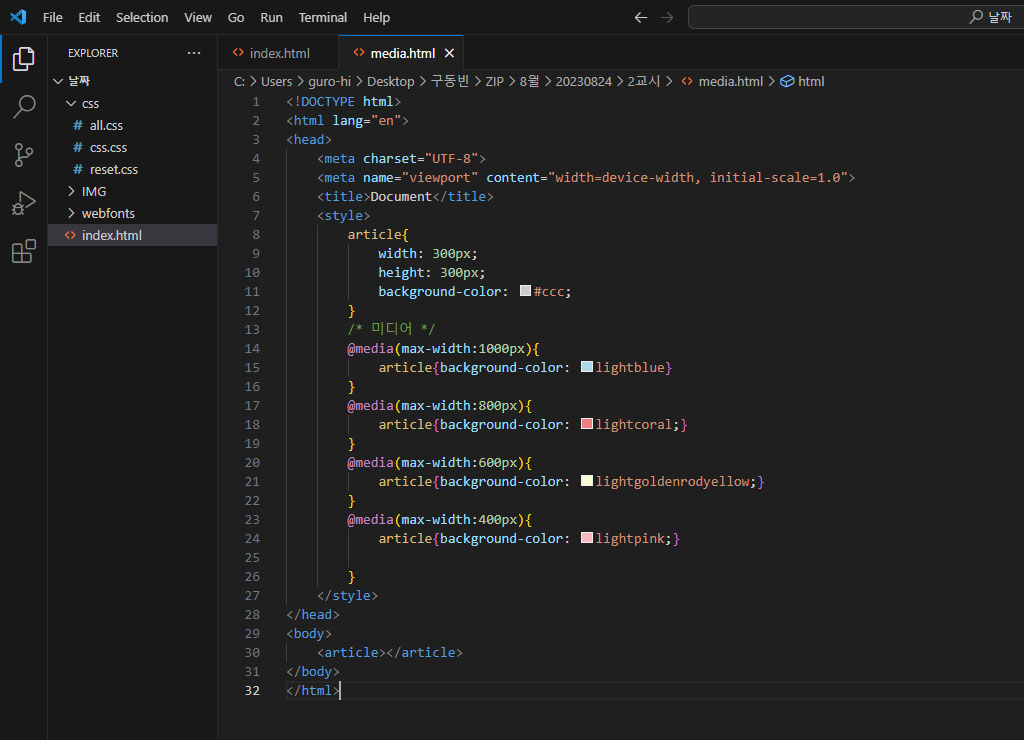 File Edit Selection View Go Run Terminal Help
날짜
EXPLORER ···
날짜
css
# all.css
# css.css
# reset.css
IMG
webfonts
<> index.html
<> index.html
<> media.html ×
C: > Users > guro-hi > Desktop > 구동빈 > ZIP > 8월 > 20230824 > 2교시 > <> media.html > html
1 <!DOCTYPE html>
2 <html lang="en">
3 <head>
4 <meta charset="UTF-8">
5 <meta name="viewport" content="width=device-width, initial-scale=1.0">
6 <title>Document</title>
7 <style>
8 article{
9 width: 300px;
10 height: 300px;
11 background-color: #ccc;
12 }
13 /* 미디어 */
14 @media(max-width:1000px){
15 article{background-color: lightblue}
16 }
17 @media(max-width:800px){
18 article{background-color: lightcoral;}
19 }
20 @media(max-width:600px){
21 article{background-color: lightgoldenrodyellow;}
22 }
23 @media(max-width:400px){
24 article{background-color: lightpink;}
25
26 }
27 </style>
28 </head>
29 <body>
30 <article></article>
31 </body>
32 </html>